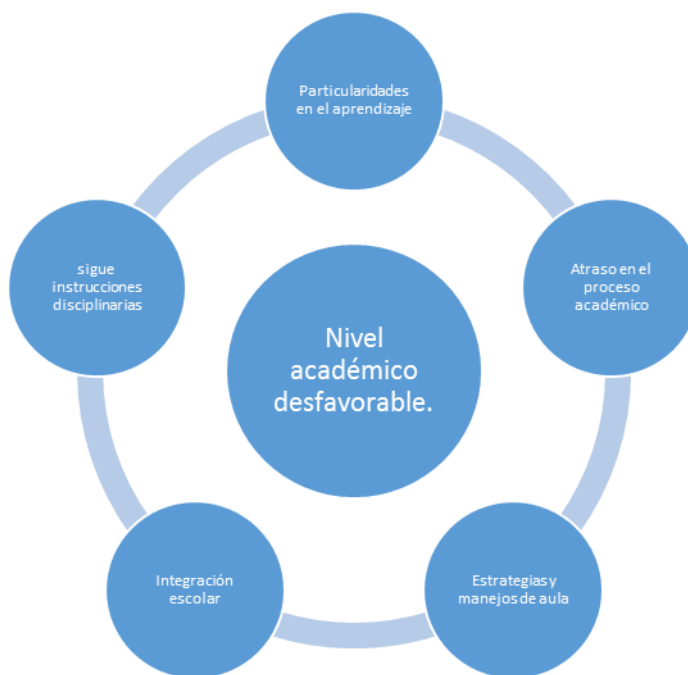 Particularidades
en el aprendizaje
sigue
instrucciones
disciplinarias
Atraso en el
proceso
académico
Nivel
académico
desfavorable.
Integración
escolar
Estrategias y
manejos de aula